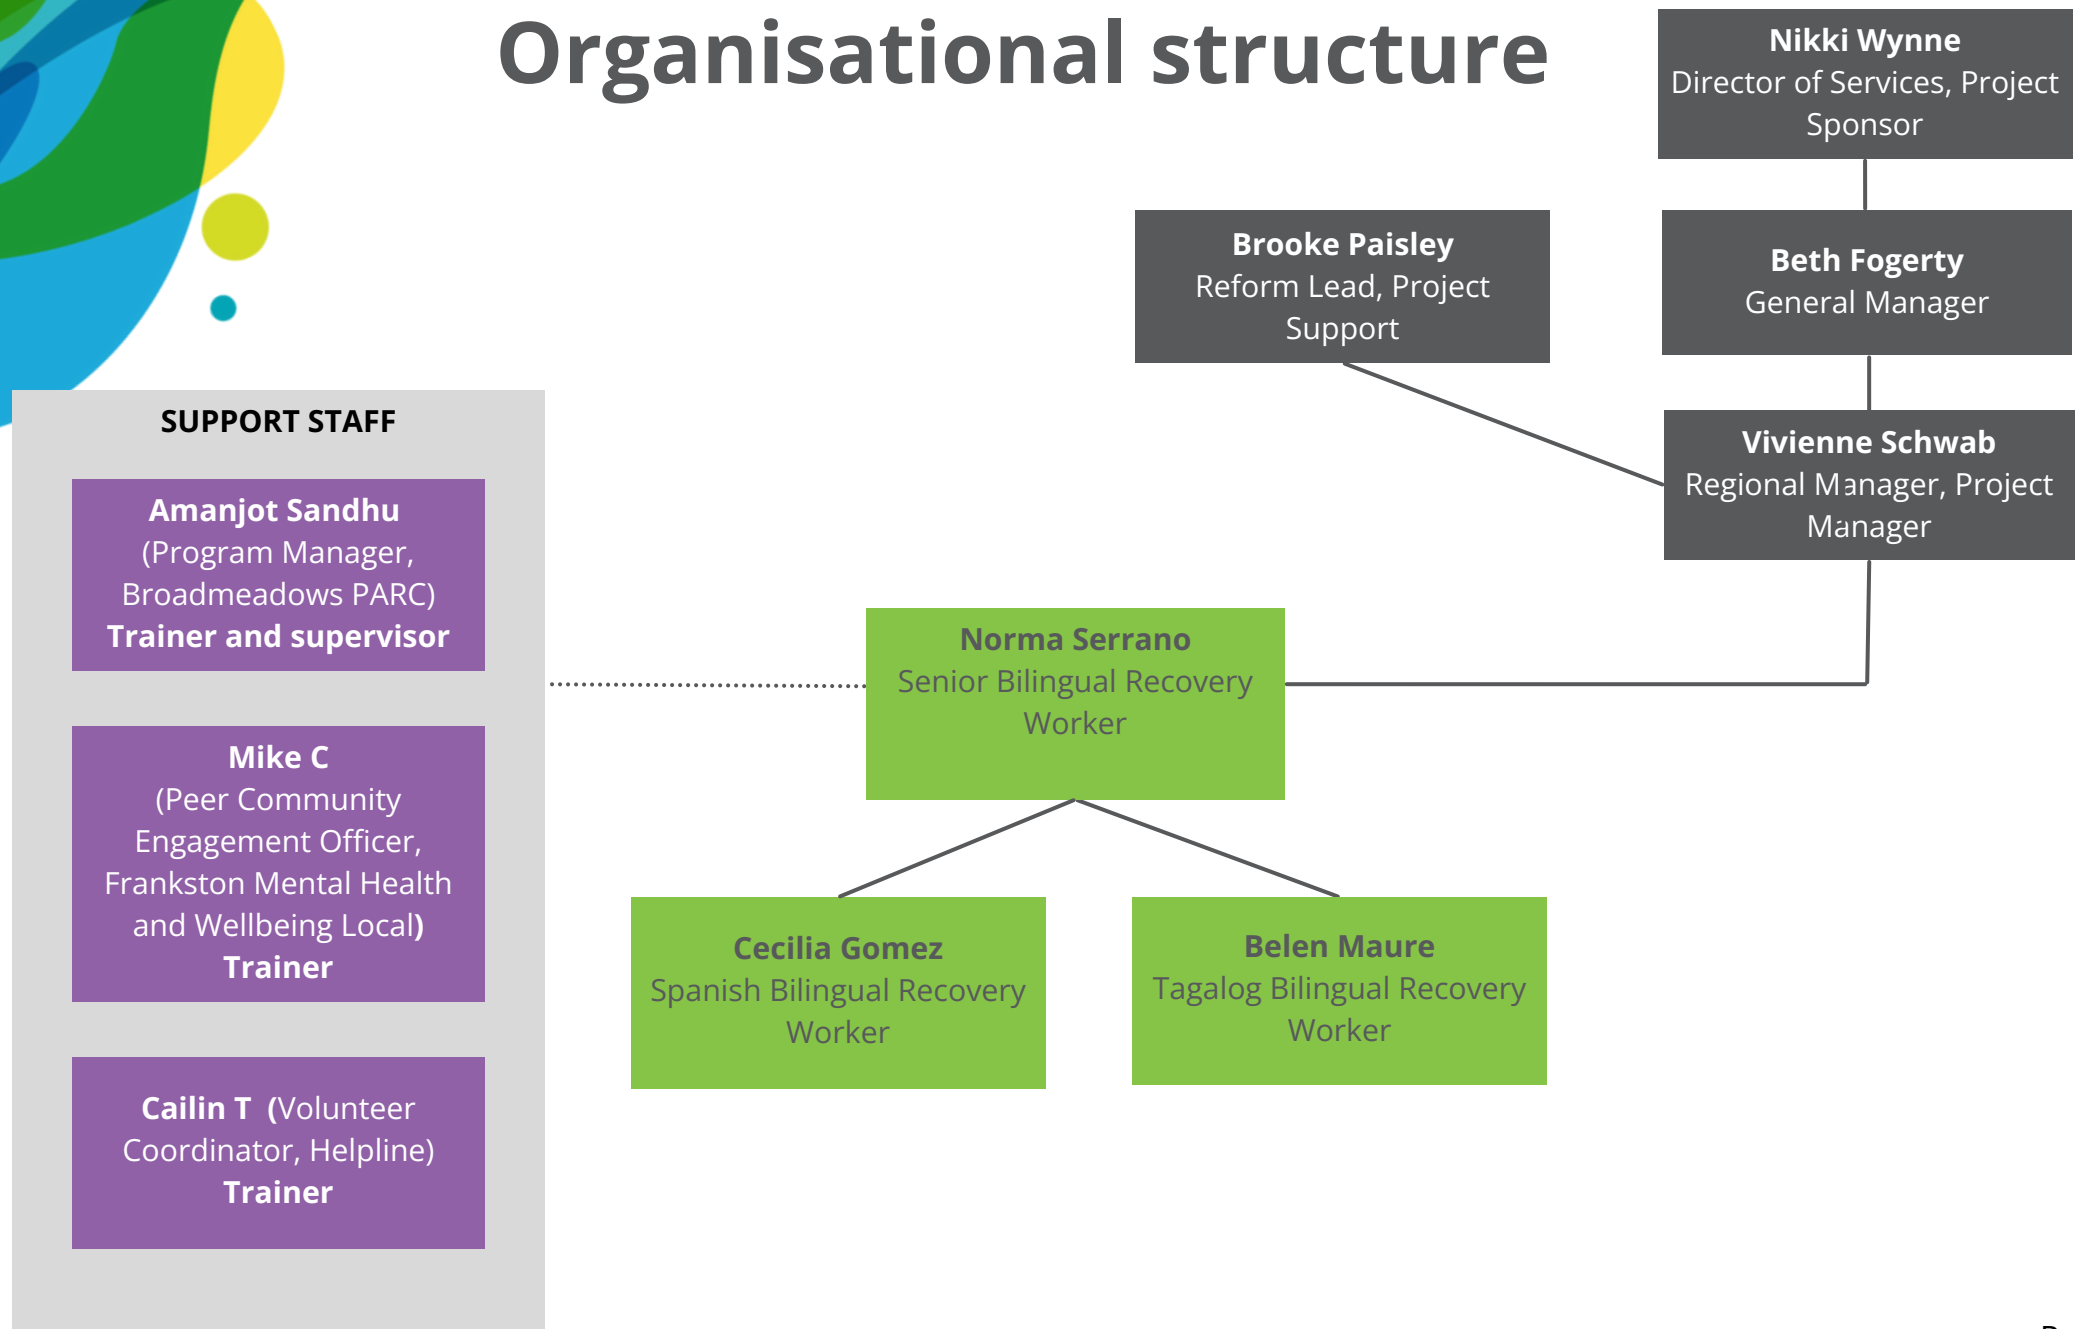 Organisational structure
Nikki Wynne
Director of Services, Project
Sponsor
Brooke Paisley
Reform Lead, Project
Support
Beth Fogerty
General Manager
Vivienne Schwab
Regional Manager, Project
Manager
SUPPORT STAFF
Amanjot Sandhu
(Program Manager,
Broadmeadows PARC)
Trainer and supervisor
Mike C
(Peer Community
Engagement Officer,
Frankston Mental Health
and Wellbeing Local)
Trainer
Cailin T (Volunteer
Coordinator, Helpline)
Trainer
Norma Serrano
Senior Bilingual Recovery
Worker
Cecilia Gomez
Spanish Bilingual Recovery
Worker
Belen Maure
Tagalog Bilingual Recovery
Worker